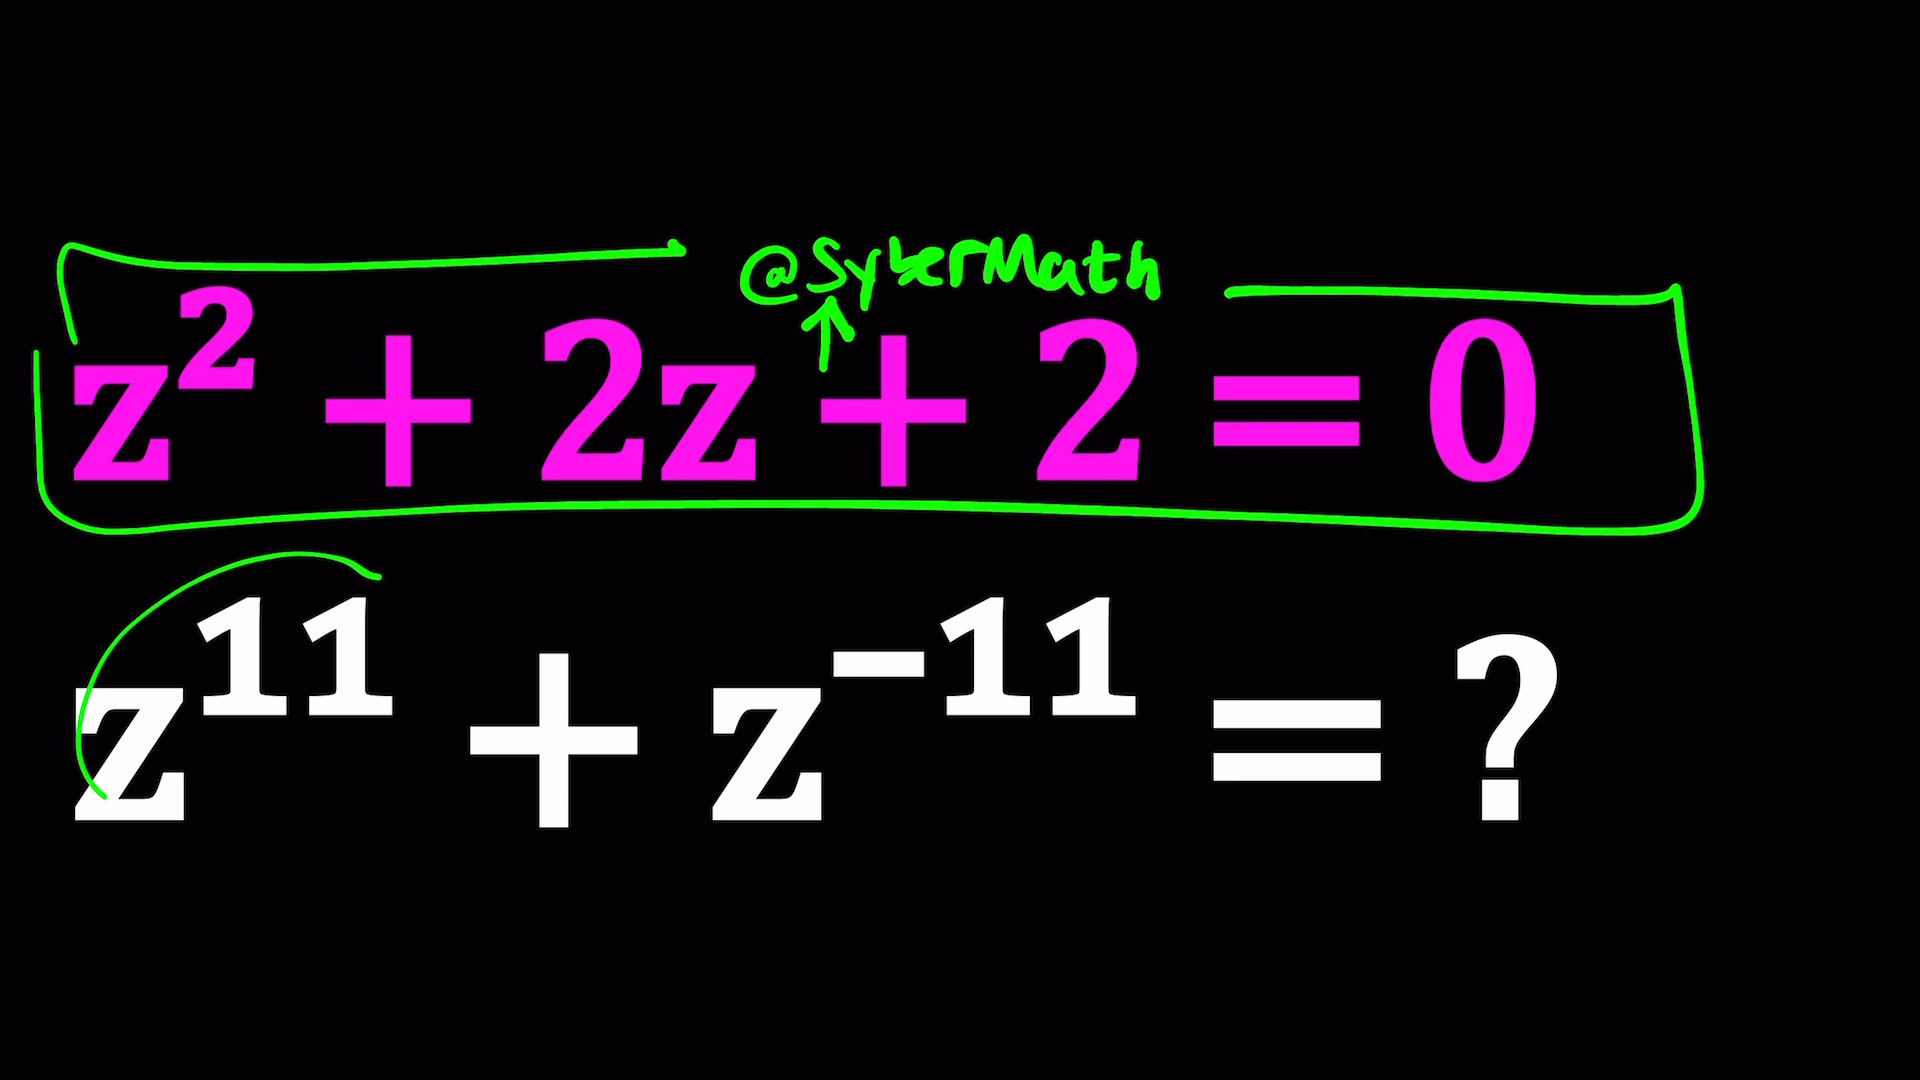 @SyberMath
z² + 2z + 2 = 0
z¹¹ + z⁻¹¹ = ?